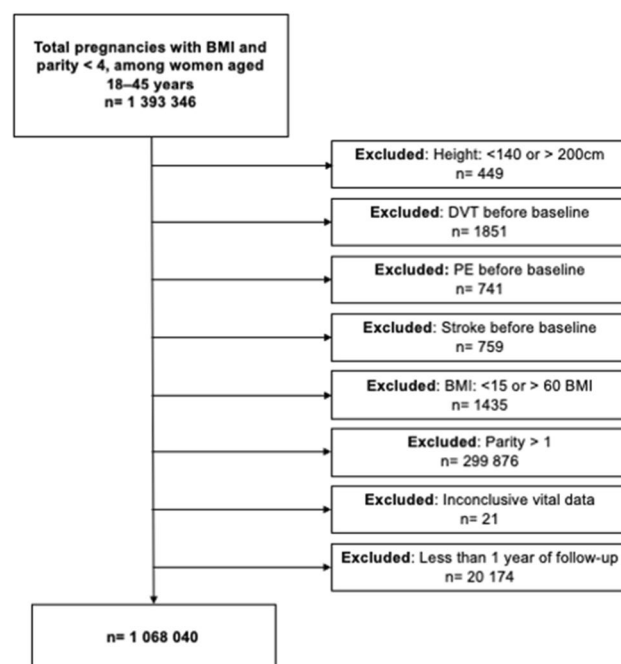 Total pregnancies with BMI and
parity < 4, among women aged
18–45 years
n= 1 393 346
Excluded: Height: <140 or > 200cm
n= 449
Excluded: DVT before baseline
n= 1851
Excluded: PE before baseline
n= 741
Excluded: Stroke before baseline
n= 759
Excluded: BMI: <15 or > 60 BMI
n= 1435
Excluded: Parity > 1
n= 299 876
Excluded: Inconclusive vital data
n= 21
Excluded: Less than 1 year of follow-up
n= 20 174
n= 1 068 040